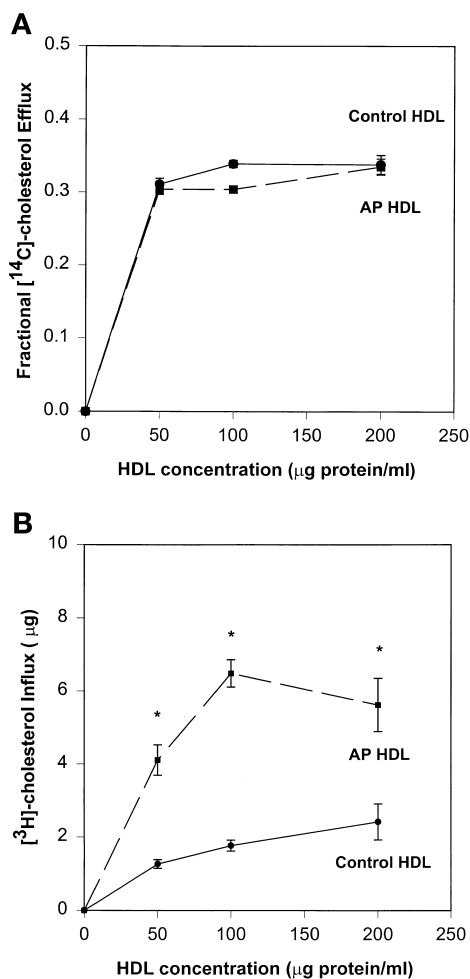 A
0.5
0.4
0.3
0.2
0.1
0.0
Fractional [14C]-cholesterol Efflux
Control HDL
AP HDL
0 50 100 150 200 250
HDL concentration (μg protein/ml)
B
10
8
6
4
2
0
[3H]-cholesterol Influx ( μg)
*
*
*
AP HDL
Control HDL
0 50 100 150 200 250
HDL concentration (μg protein/ml)